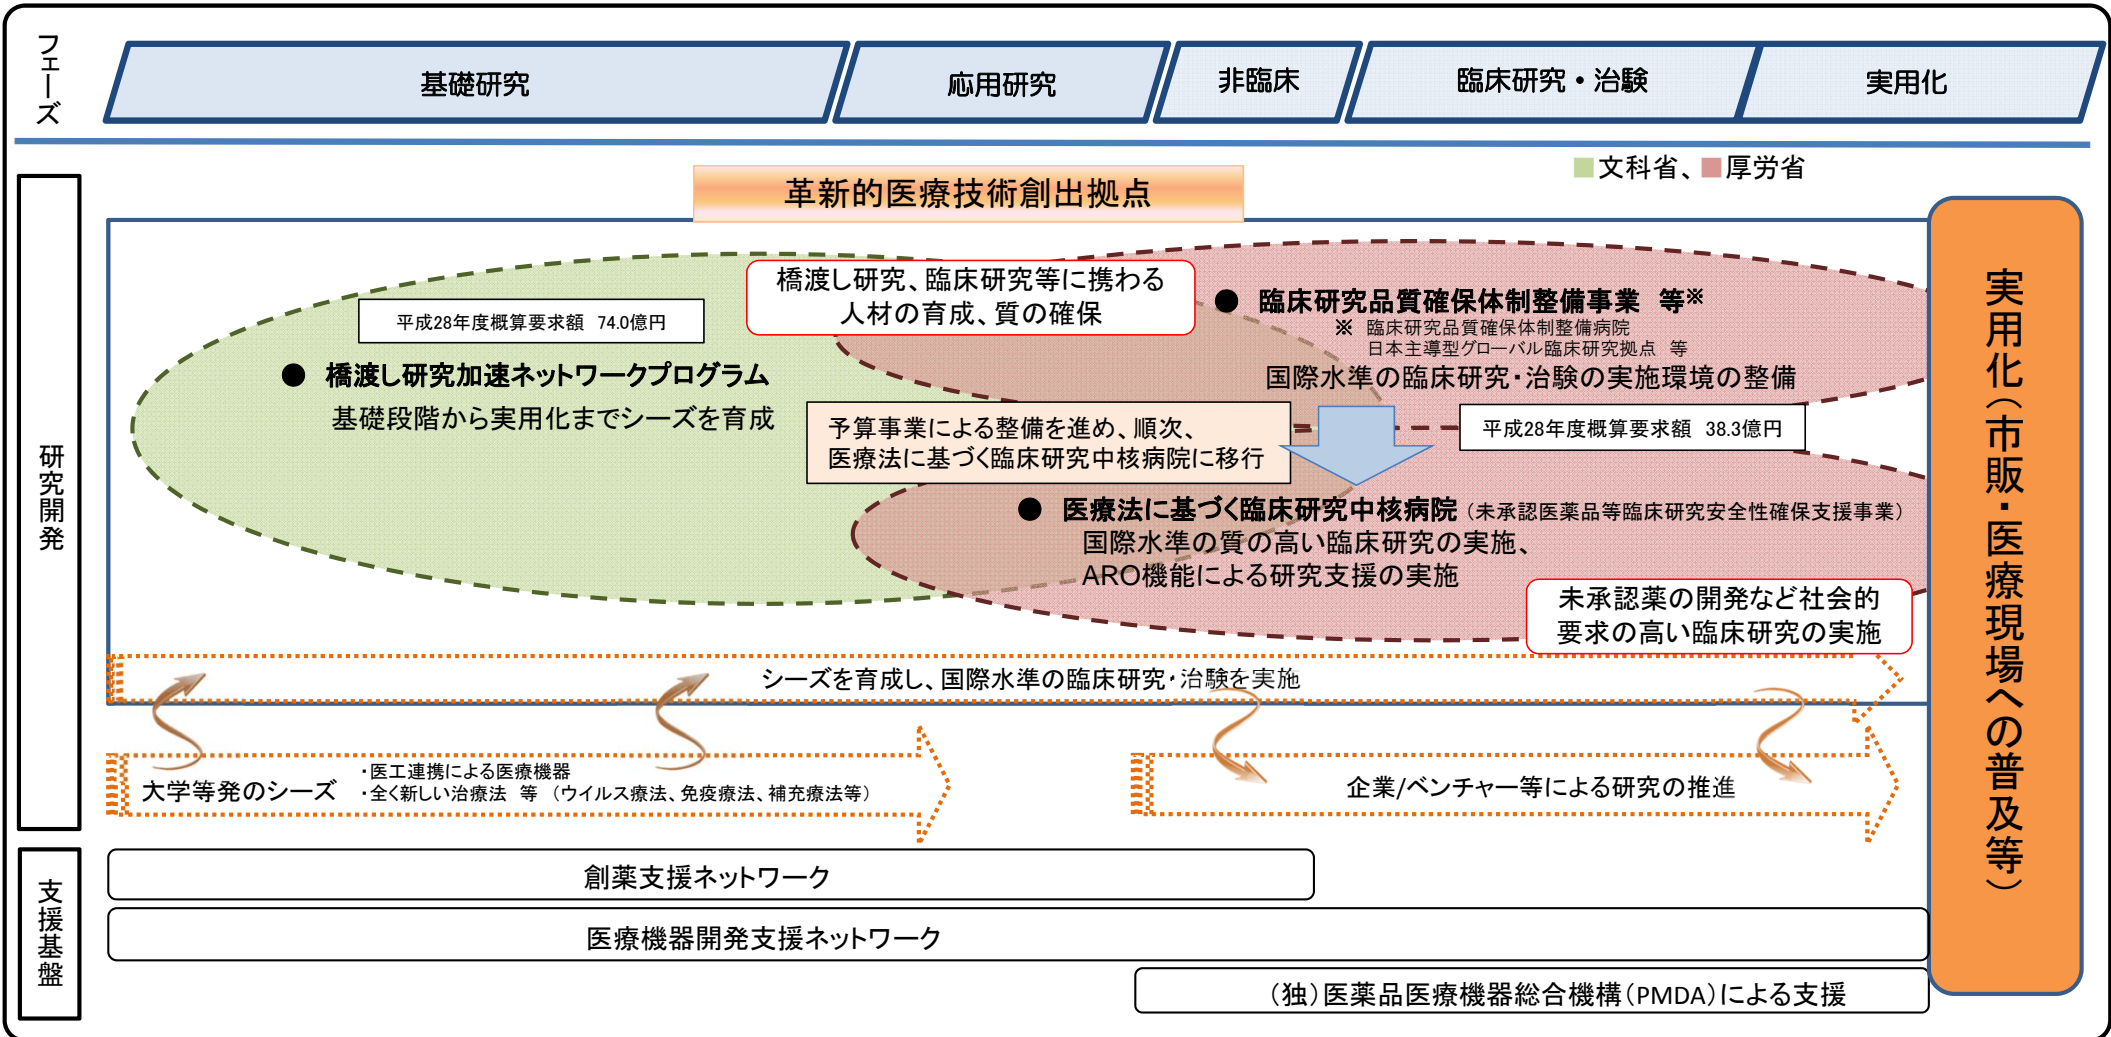 フェーズ
基礎研究
応用研究
非臨床
臨床研究・治験
実用化
文科省、厚労省
革新的医療技術創出拠点
研究開発
橋渡し研究、臨床研究等に携わる
人材の育成、質の確保
平成28年度概算要求額 74.0億円
● 橋渡し研究加速ネットワークプログラム
基礎段階から実用化までシーズを育成
● 臨床研究品質確保体制整備事業 等※
※ 臨床研究品質確保体制整備病院
日本主導型グローバル臨床研究拠点 等
国際水準の臨床研究・治験の実施環境の整備
予算事業による整備を進め、順次、
医療法に基づく臨床研究中核病院に移行
平成28年度概算要求額 38.3億円
● 医療法に基づく臨床研究中核病院（未承認医薬品等臨床研究安全性確保支援事業）
国際水準の質の高い臨床研究の実施、
ARO機能による研究支援の実施
未承認薬の開発など社会的
要求の高い臨床研究の実施
シーズを育成し、国際水準の臨床研究・治験を実施
大学等発のシーズ
・医工連携による医療機器
・全く新しい治療法 等 （ウイルス療法、免疫療法、補充療法等）
企業/ベンチャー等による研究の推進
実用化（市販・医療現場への普及等）
支援基盤
創薬支援ネットワーク
医療機器開発支援ネットワーク
（独）医薬品医療機器総合機構（PMDA）による支援